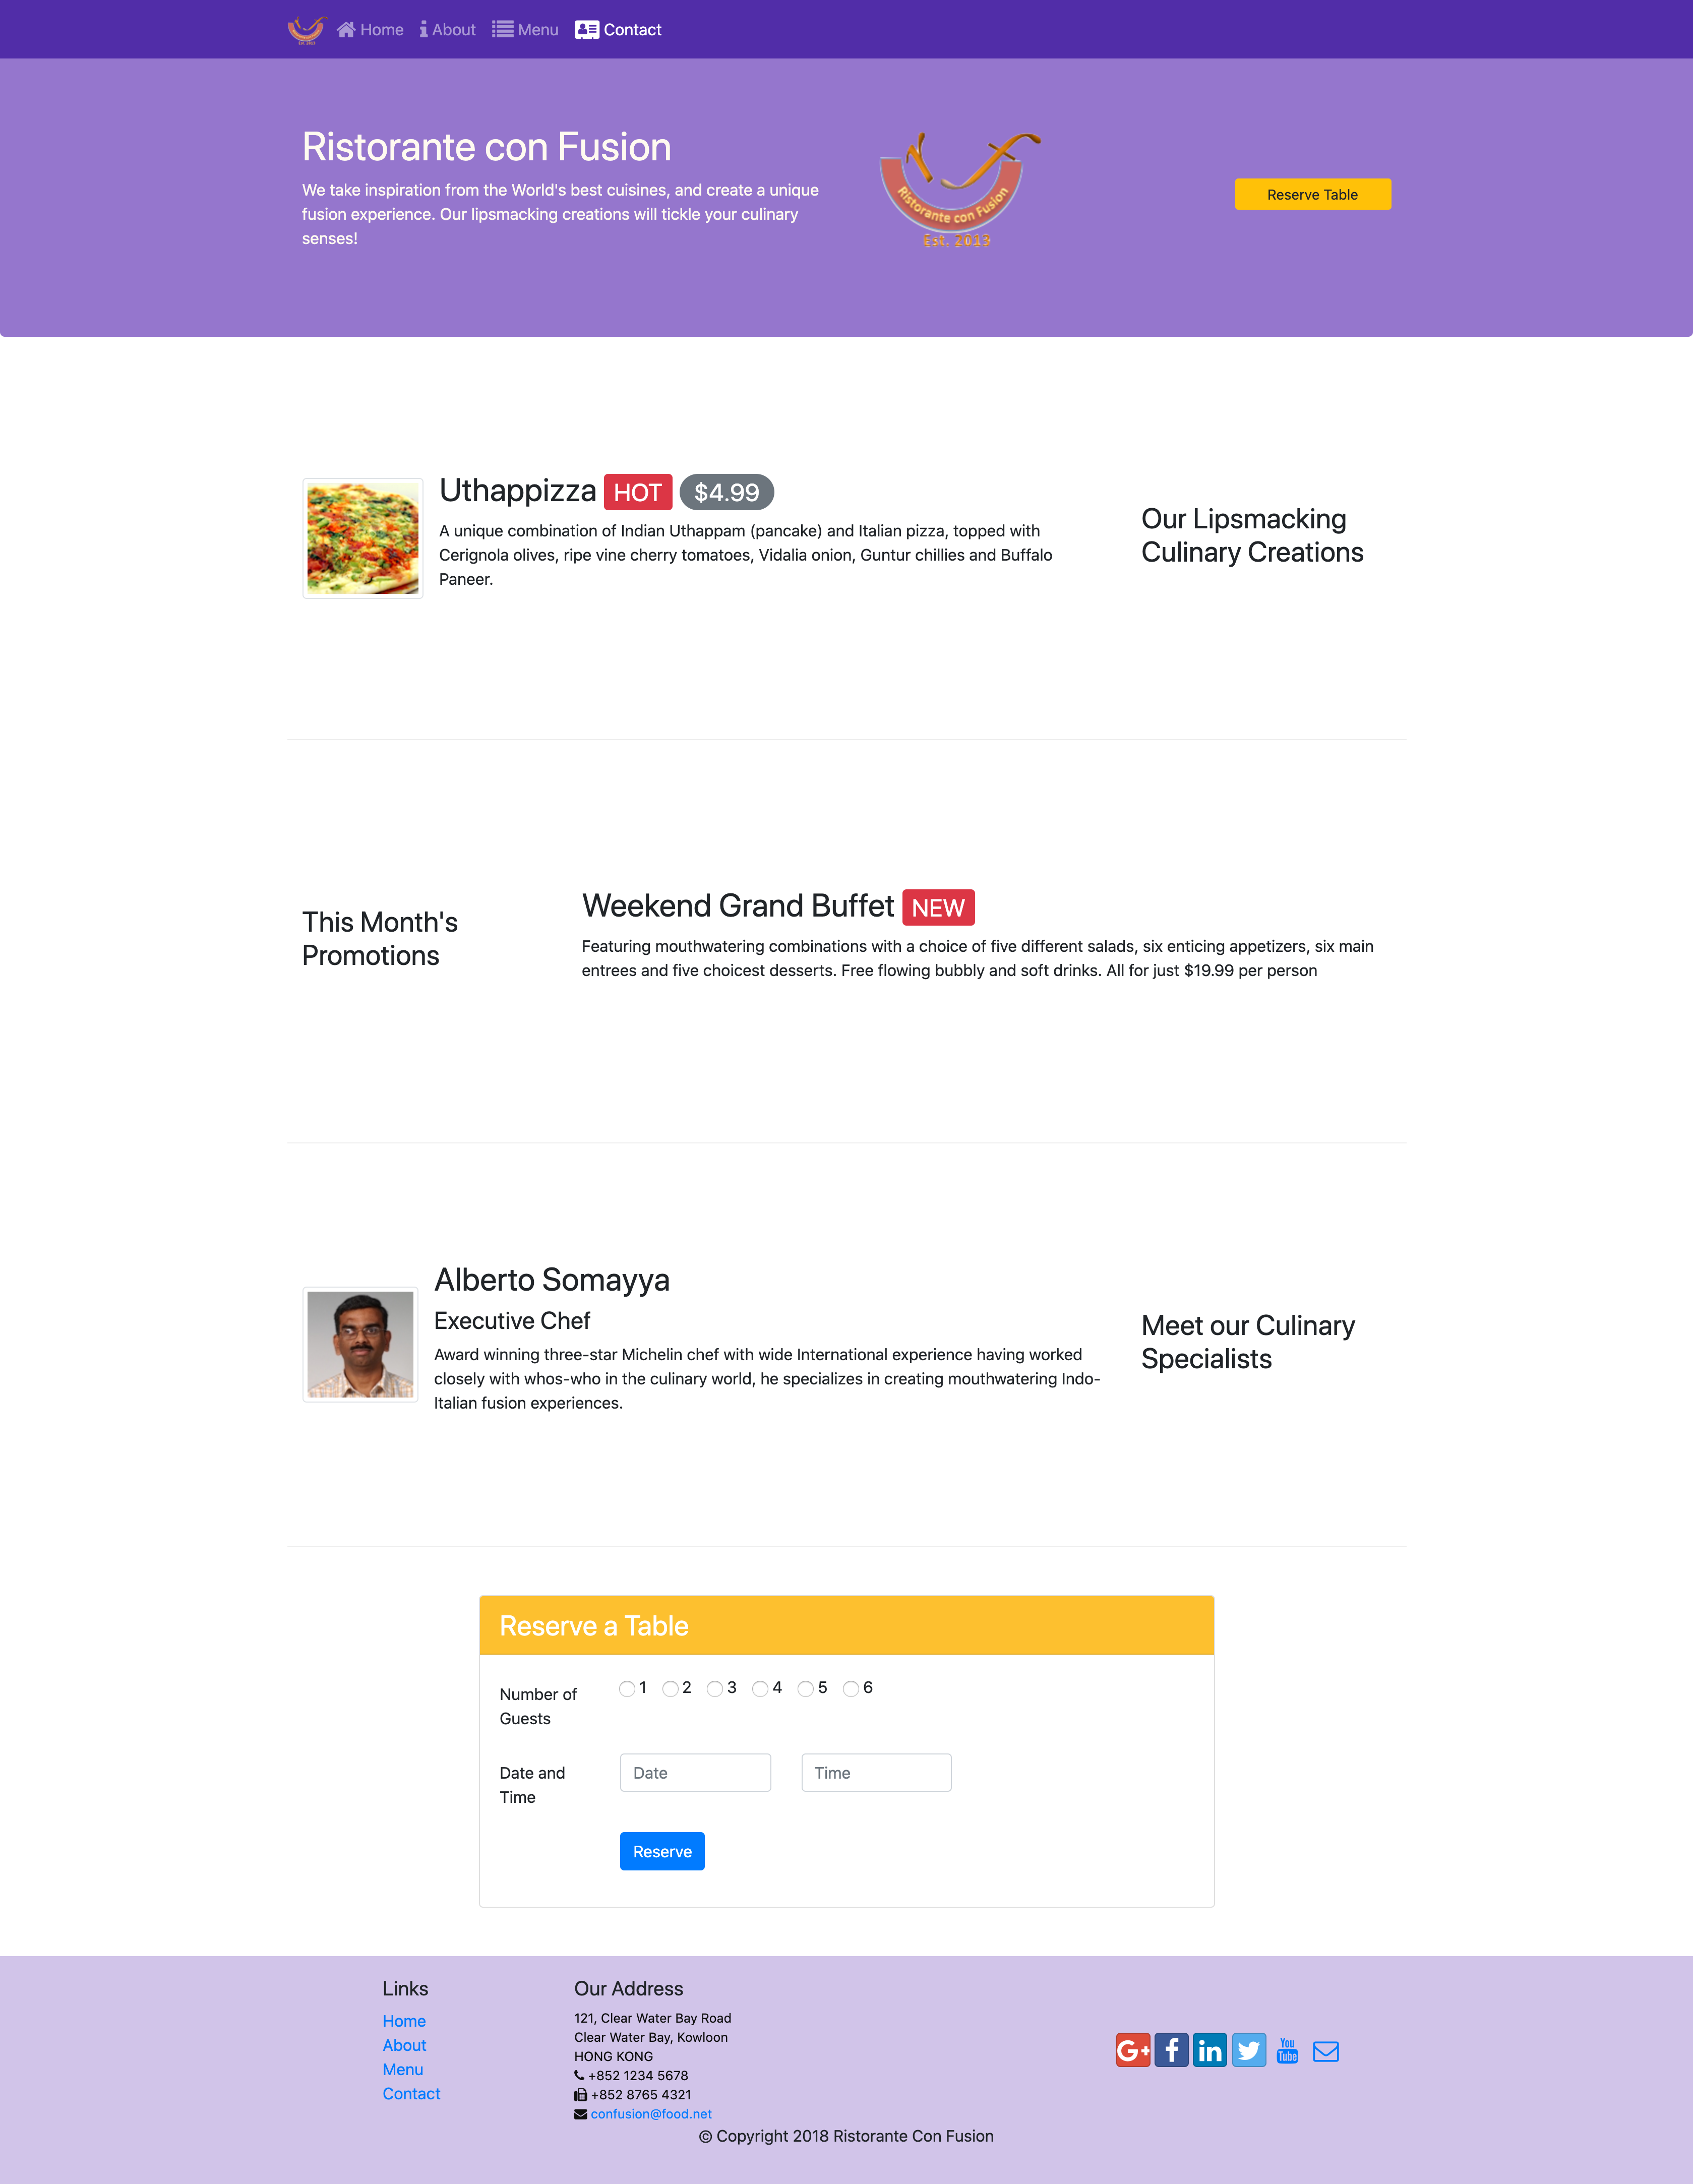 Est. 2013
Home
About
Menu
Contact
Ristorante con Fusion
We take inspiration from the World's best cuisines, and create a unique
fusion experience. Our lipsmacking creations will tickle your culinary
senses!
Ristorante con Fusion
Est. 2013
Reserve Table
Uthappizza HOT $4.99
A unique combination of Indian Uthappam (pancake) and Italian pizza, topped with
Cerignola olives, ripe vine cherry tomatoes, Vidalia onion, Guntur chillies and Buffalo
Paneer.
Our Lipsmacking
Culinary Creations
This Month's
Promotions
Weekend Grand Buffet NEW
Featuring mouthwatering combinations with a choice of five different salads, six enticing appetizers, six main
entrees and five choicest desserts. Free flowing bubbly and soft drinks. All for just $19.99 per person
Alberto Somayya
Executive Chef
Award winning three-star Michelin chef with wide International experience having worked
closely with whos-who in the culinary world, he specializes in creating mouthwatering Indo-
Italian fusion experiences.
Meet our Culinary
Specialists
Reserve a Table
Number of
Guests
1 2 3 4 5 6
Date and
Time
Date
Time
Reserve
Links
Home
About
Menu
Contact
Our Address
121, Clear Water Bay Road
Clear Water Bay, Kowloon
HONG KONG
+852 1234 5678
+852 8765 4321
confusion@food.net
G+ f in You Tube
© Copyright 2018 Ristorante Con Fusion